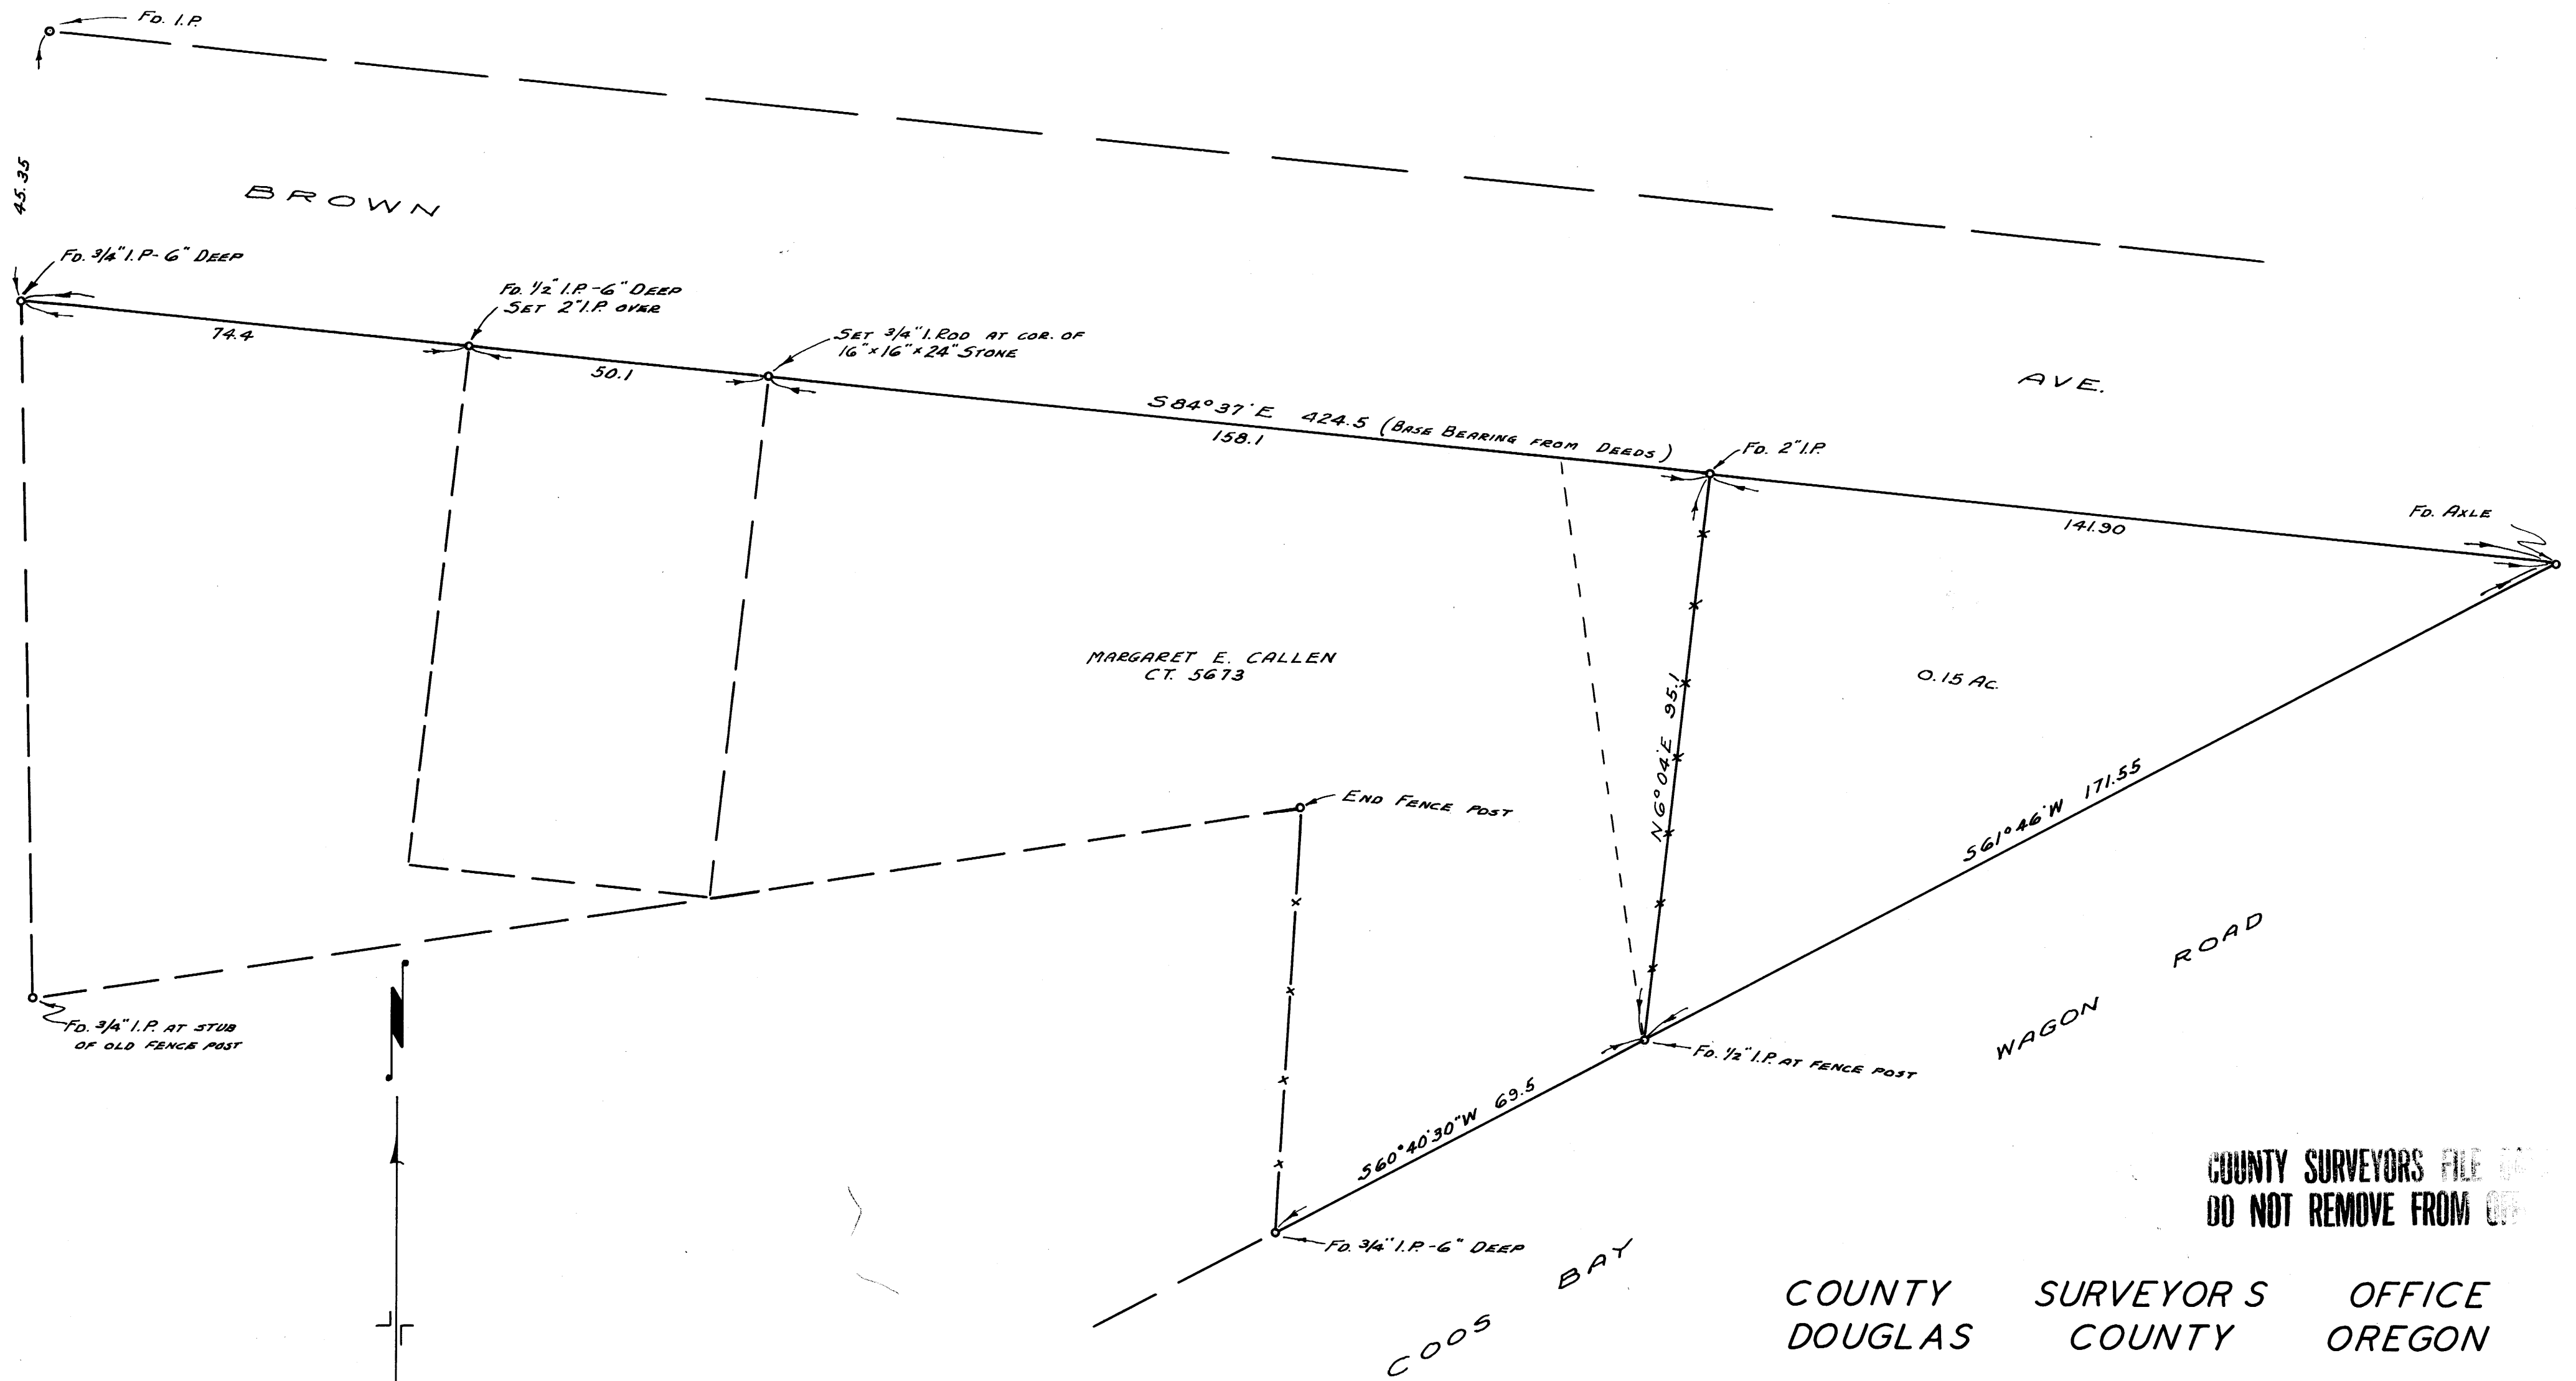 FD. I.P.
45.35
BROWN
FD. 3/4" I.P.- 6" DEEP
FD. 1/2" I.P. -6" DEEP
SET 2" I.P. OVER
74.4
SET 3/4" I. ROD AT COR. OF
16" x 16" x 24" STONE
50.1
AVE.
S84°37'E 424.5 (BASE BEARING FROM DEEDS)
158.1
FD. 2" I.P.
FD. AXLE
141.90
MARGARET E. CALLEN
CT. 5673
0.15 AC.
N6°04'E 95.1
END FENCE POST
S61°46'W 171.55
ROAD
WAGON
FD. 3/4" I.P. AT STUB
OF OLD FENCE POST
N
FD. 1/2" I.P. AT FENCE POST
S60°40'30"W 69.5
COUNTY SURVEYORS FILE
DO NOT REMOVE FROM
FD. 3/4" I.P. -6" DEEP
BAY
COOS
COUNTY SURVEYORS OFFICE
DOUGLAS COUNTY OREGON